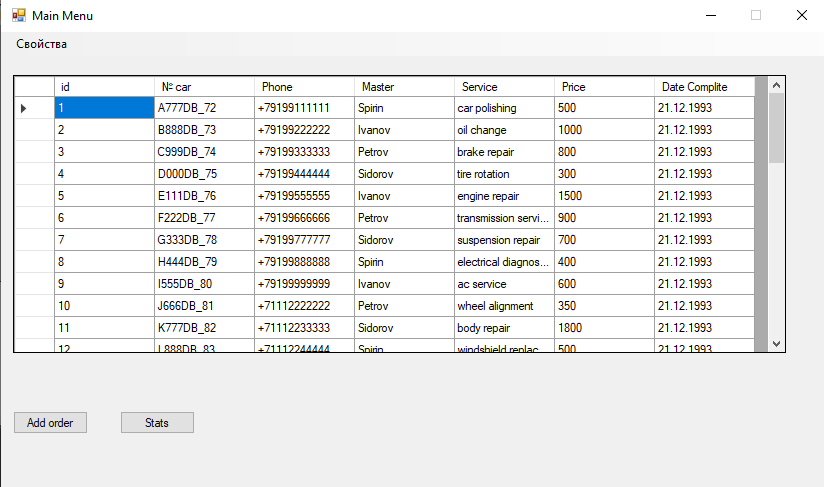 Main Menu
Свойства
id № car Phone Master Service Price Date Complite
1 A777DB_72 +79199111111 Spirin car polishing 500 21.12.1993
2 B888DB_73 +79199222222 Ivanov oil change 1000 21.12.1993
3 C999DB_74 +79199333333 Petrov brake repair 800 21.12.1993
4 D000DB_75 +79199444444 Sidorov tire rotation 300 21.12.1993
5 E111DB_76 +79199555555 Ivanov engine repair 1500 21.12.1993
6 F222DB_77 +79199666666 Petrov transmission servi... 900 21.12.1993
7 G333DB_78 +79199777777 Sidorov suspension repair 700 21.12.1993
8 H444DB_79 +79199888888 Spirin electrical diagnos... 400 21.12.1993
9 I555DB_80 +79199999999 Ivanov ac service 600 21.12.1993
10 J666DB_81 +71112222222 Petrov wheel alignment 350 21.12.1993
11 K777DB_82 +71112233333 Sidorov body repair 1800 21.12.1993
12 L888DB_83 +71112244444 Spirin windshield replac... 500 21.12.1993
Add order Stats